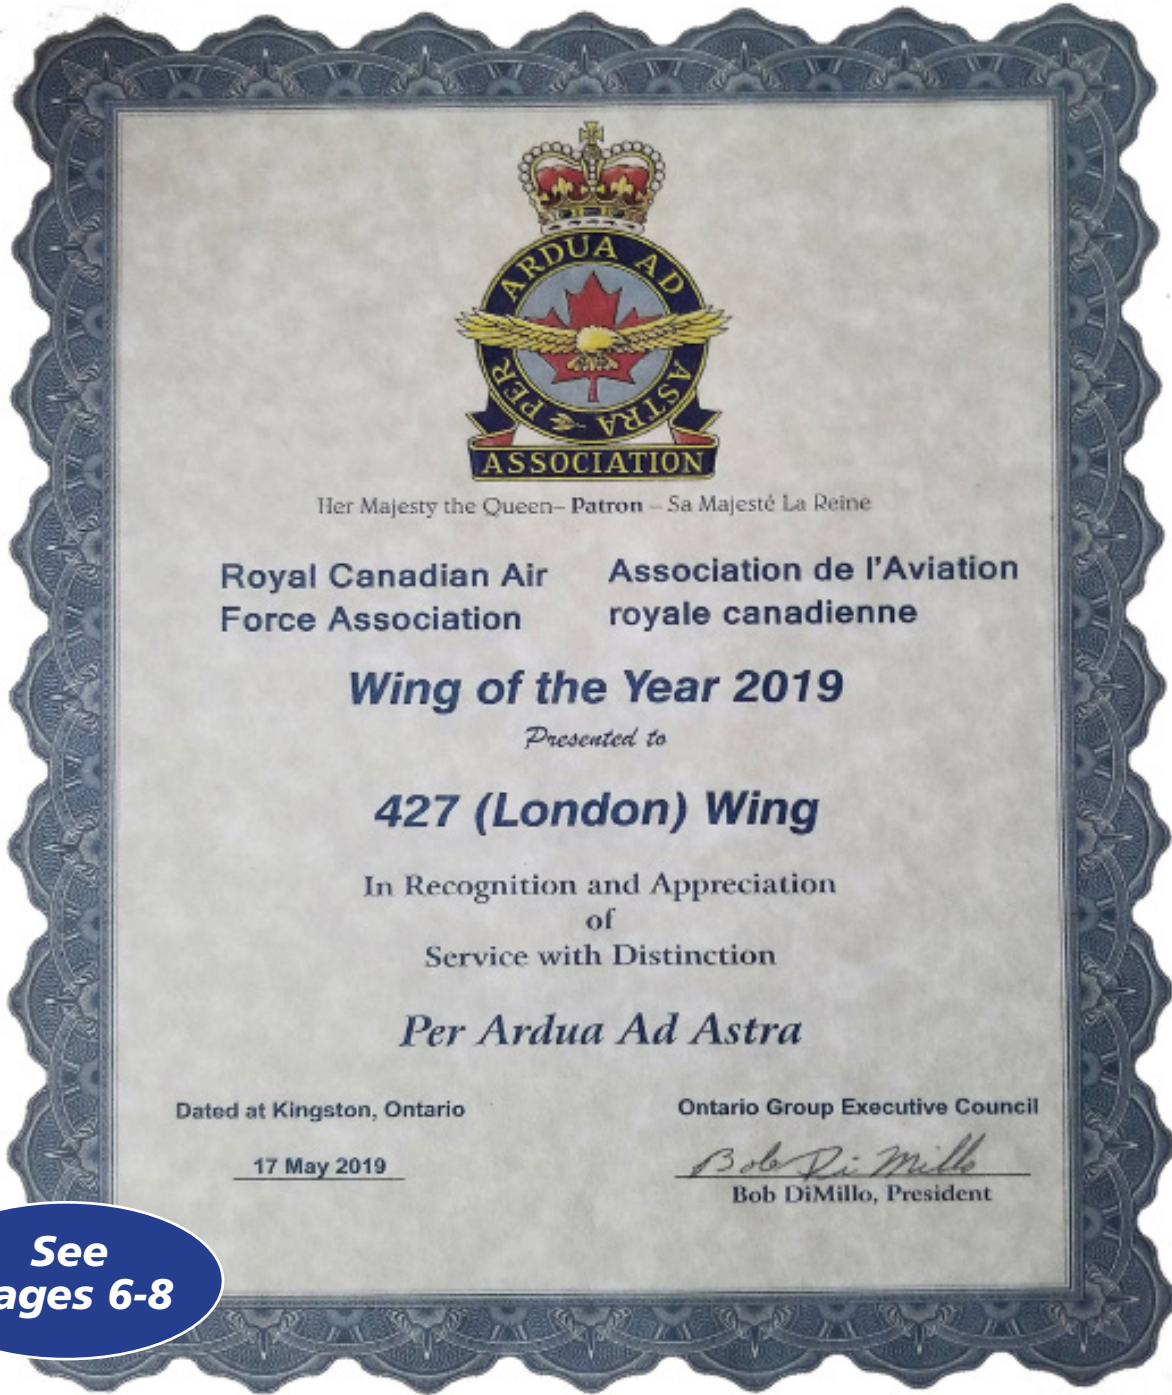 PER ARDUA AD ASTRA
ASSOCIATION
Her Majesty the Queen– Patron – Sa Majesté La Reine
Royal Canadian Air
Force Association
Association de l'Aviation
royale canadienne
Wing of the Year 2019
Presented to
427 (London) Wing
In Recognition and Appreciation
of
Service with Distinction
Per Ardua Ad Astra
Dated at Kingston, Ontario
17 May 2019
Ontario Group Executive Council
Bob Di Millo
Bob DiMillo, President
See
ages 6-8